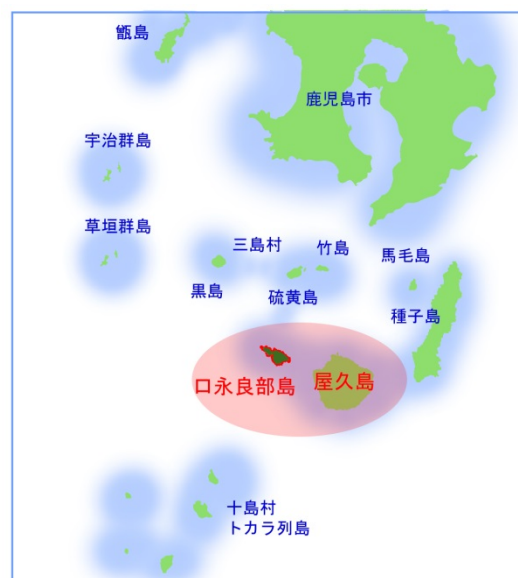 甑島
鹿児島市
宇治群島
草垣群島
三島村
竹島
馬毛島
黒島
硫黄島
種子島
口永良部島
屋久島
十島村
トカラ列島